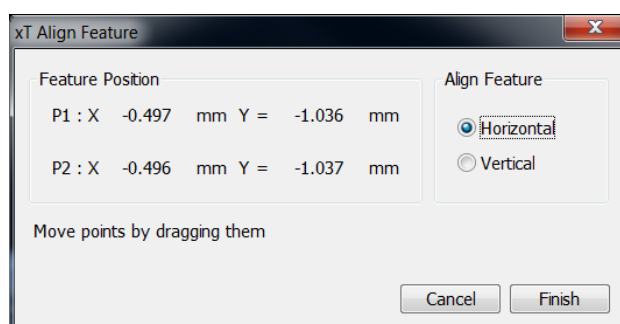 xT Align Feature
X
Feature Position
Align Feature
P1 : X -0.497 mm Y = -1.036 mm
Horizontal
P2 : X -0.496 mm Y = -1.037 mm
Vertical
Move points by dragging them
Cancel Finish